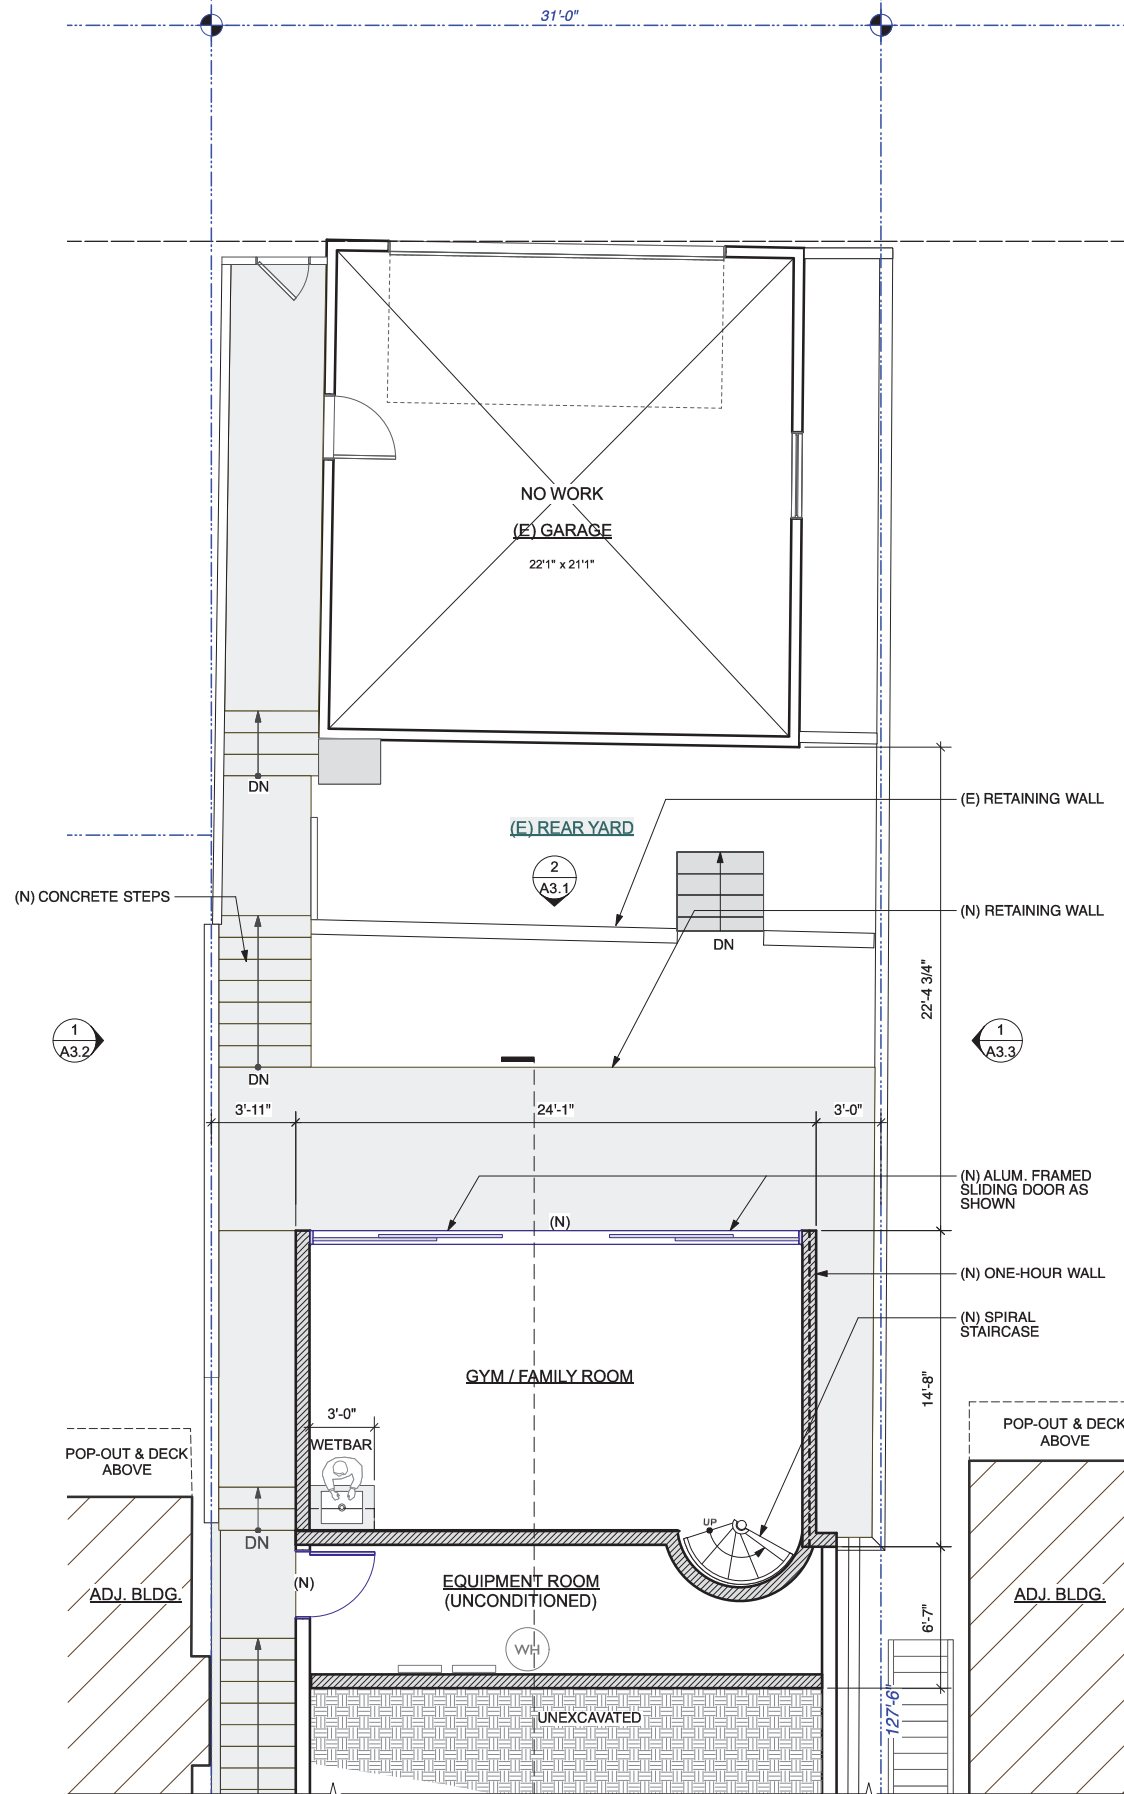 31'-0"
NO WORK
(E) GARAGE
22'1" x 21'1"
DN
(E) RETAINING WALL
(E) REAR YARD
2
A3.1
(N) CONCRETE STEPS
(N) RETAINING WALL
DN
22'-4 3/4"
1
A3.2
1
A3.3
DN
3'-11"
24'-1"
3'-0"
(N) ALUM. FRAMED
SLIDING DOOR AS
SHOWN
(N)
(N) ONE-HOUR WALL
(N) SPIRAL
STAIRCASE
GYM / FAMILY ROOM
14'-8"
3'-0"
WETBAR
POP-OUT & DECK
ABOVE
POP-OUT & DECK
ABOVE
UP
DN
(N)
EQUIPMENT ROOM
(UNCONDITIONED)
ADJ. BLDG.
ADJ. BLDG.
6'-7"
WH
127'-6"
UNEXCAVATED